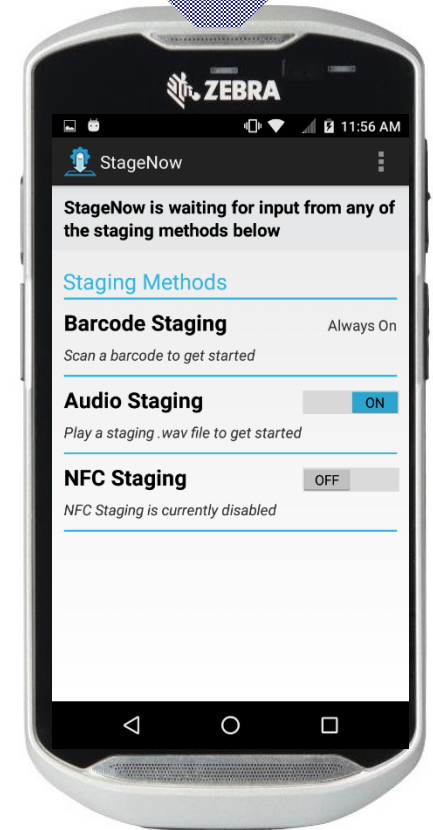 ZEBRA
11:56 AM
StageNow
StageNow is waiting for input from any of
the staging methods below
Staging Methods
Barcode Staging Always On
Scan a barcode to get started
Audio Staging ON
Play a staging .wav file to get started
NFC Staging OFF
NFC Staging is currently disabled